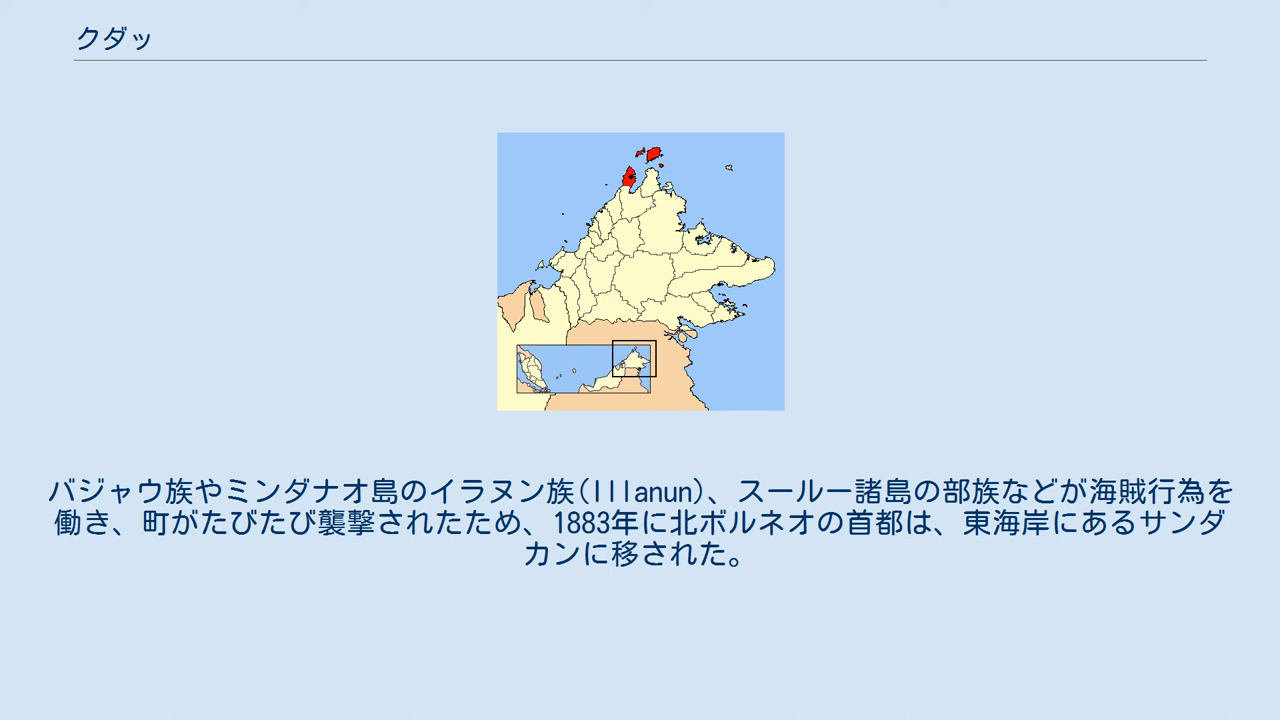 クダッ
バジャウ族やミンダナオ島のイラヌン族(Illanun)、スールー諸島の部族などが海賊行為を
働き、町がたびたび襲撃されたため、1883年に北ボルネオの首都は、東海岸にあるサンダ
カンに移された。